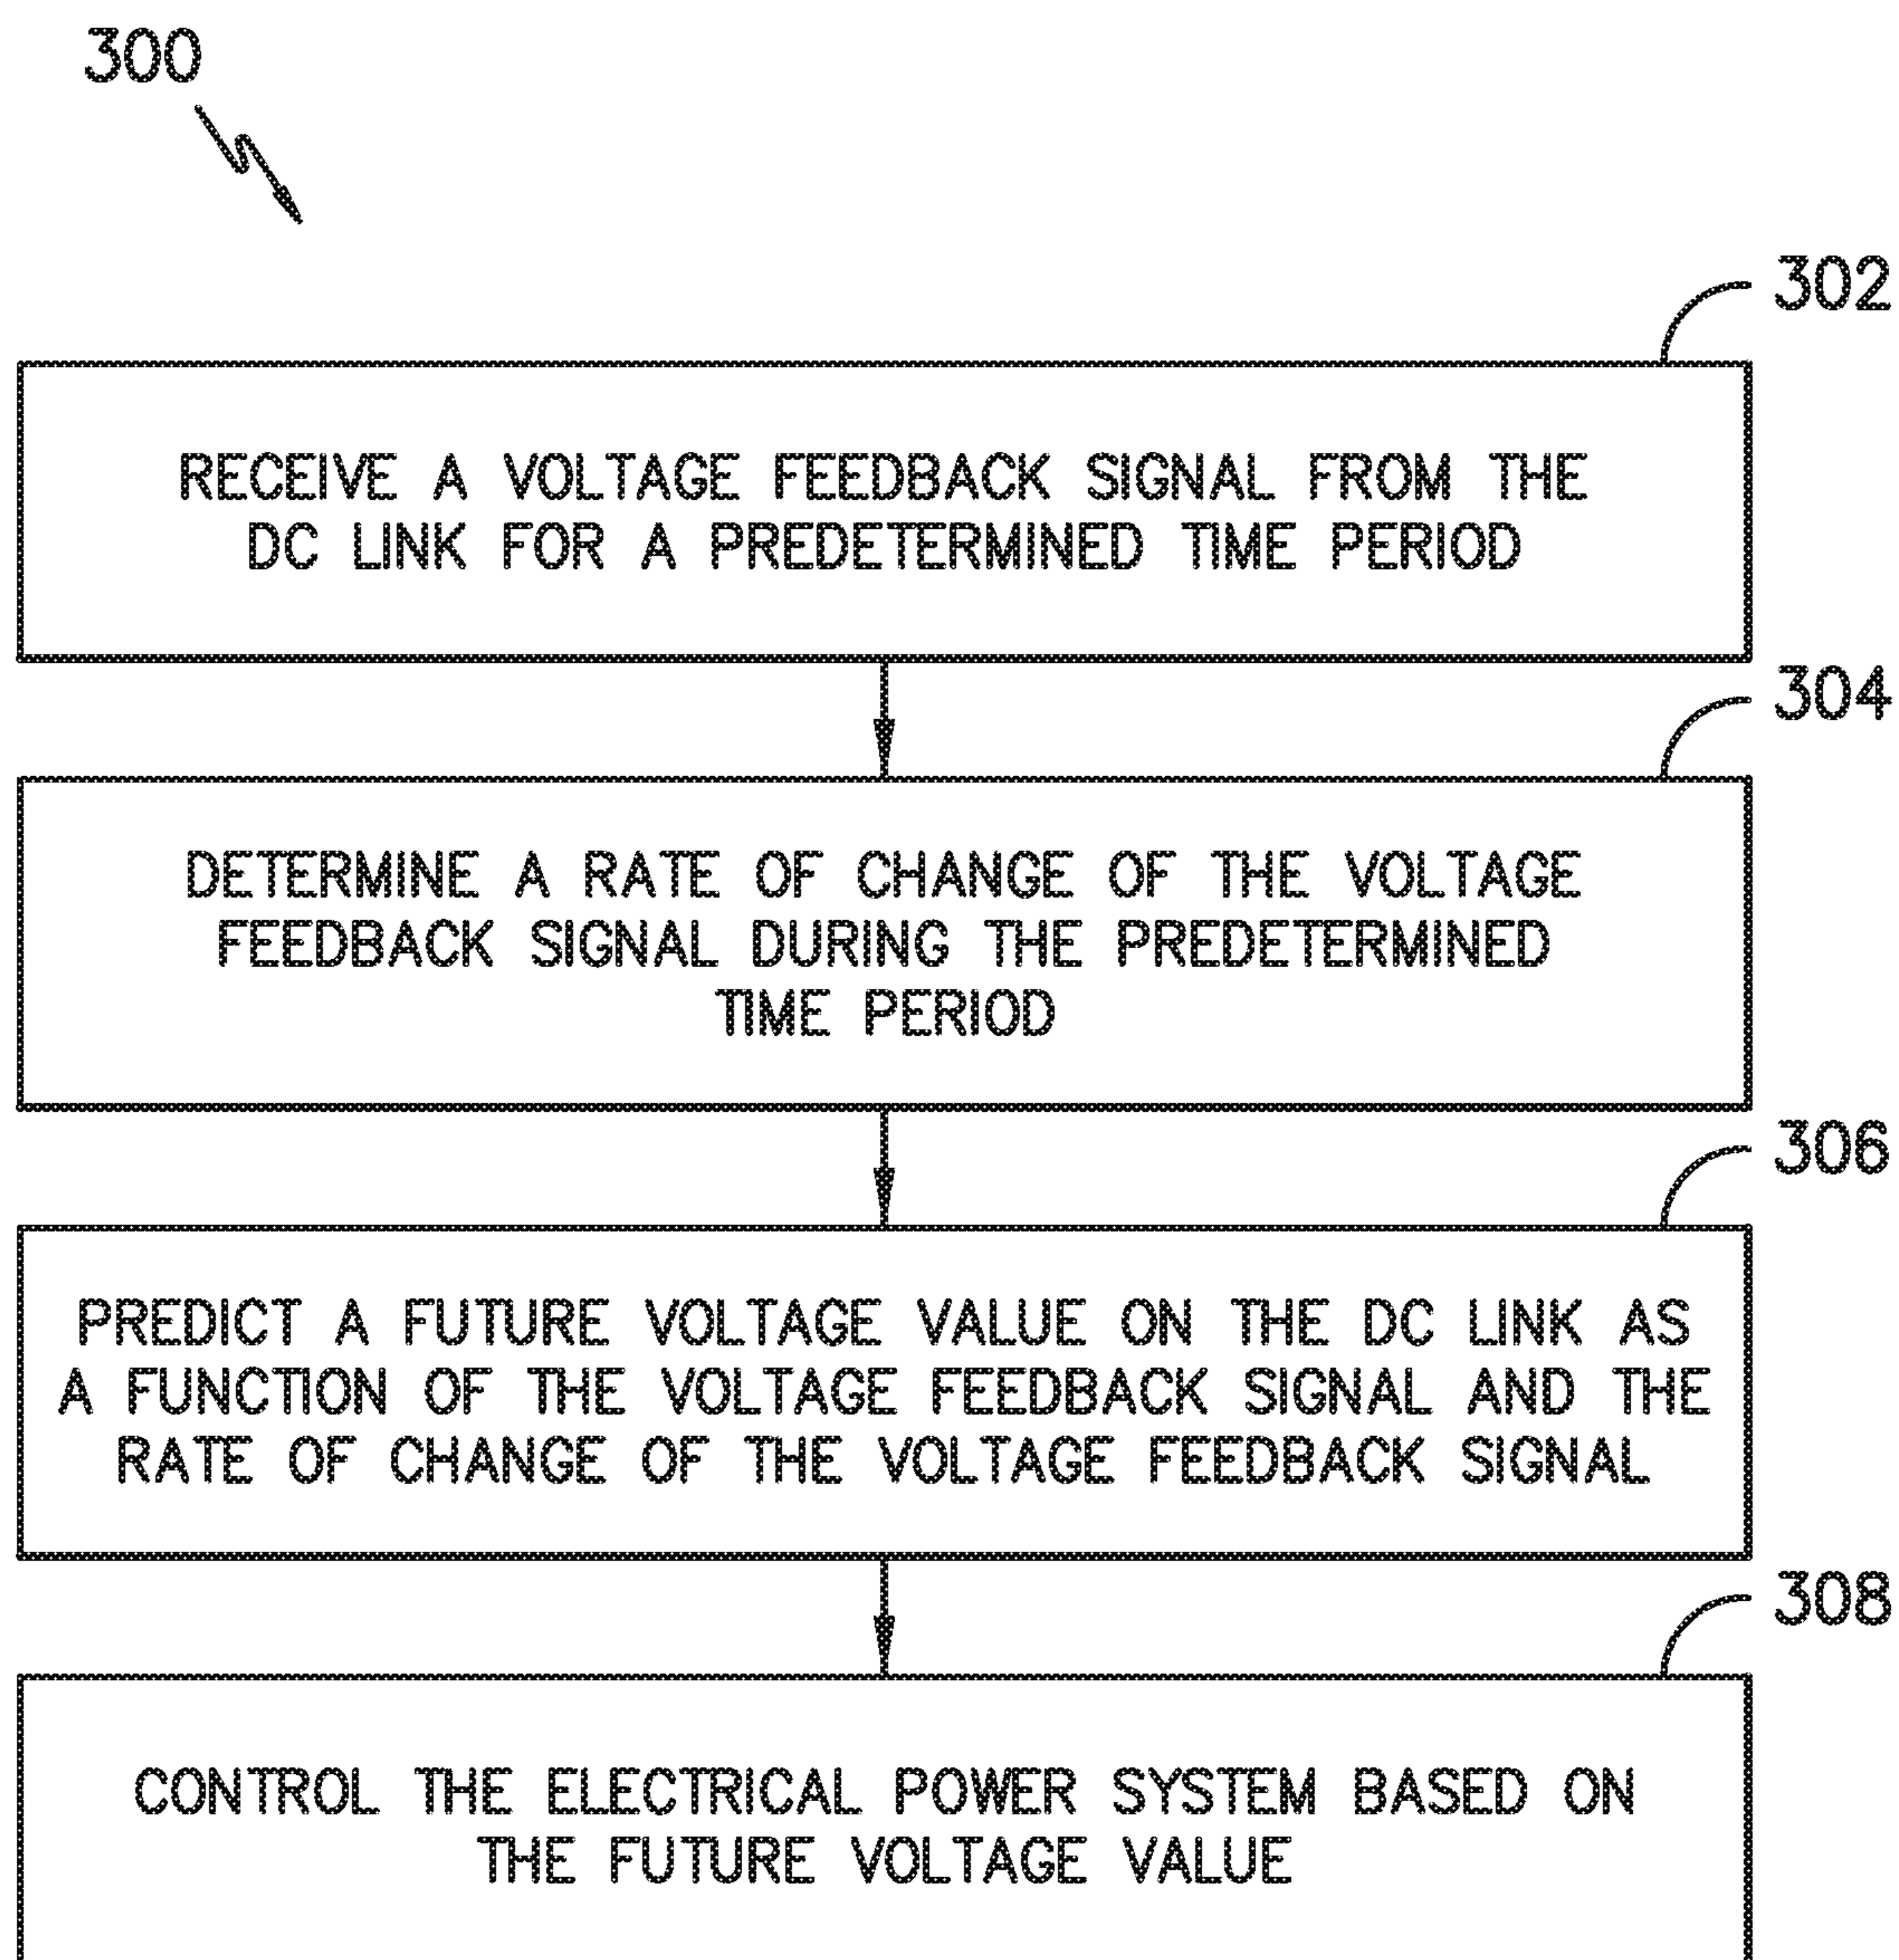 300
302
RECEIVE A VOLTAGE FEEDBACK SIGNAL FROM THE
DC LINK FOR A PREDETERMINED TIME PERIOD
304
DETERMINE A RATE OF CHANGE OF THE VOLTAGE
FEEDBACK SIGNAL DURING THE PREDETERMINED
TIME PERIOD
306
PREDICT A FUTURE VOLTAGE VALUE ON THE DC LINK AS
A FUNCTION OF THE VOLTAGE FEEDBACK SIGNAL AND THE
RATE OF CHANGE OF THE VOLTAGE FEEDBACK SIGNAL
308
CONTROL THE ELECTRICAL POWER SYSTEM BASED ON
THE FUTURE VOLTAGE VALUE